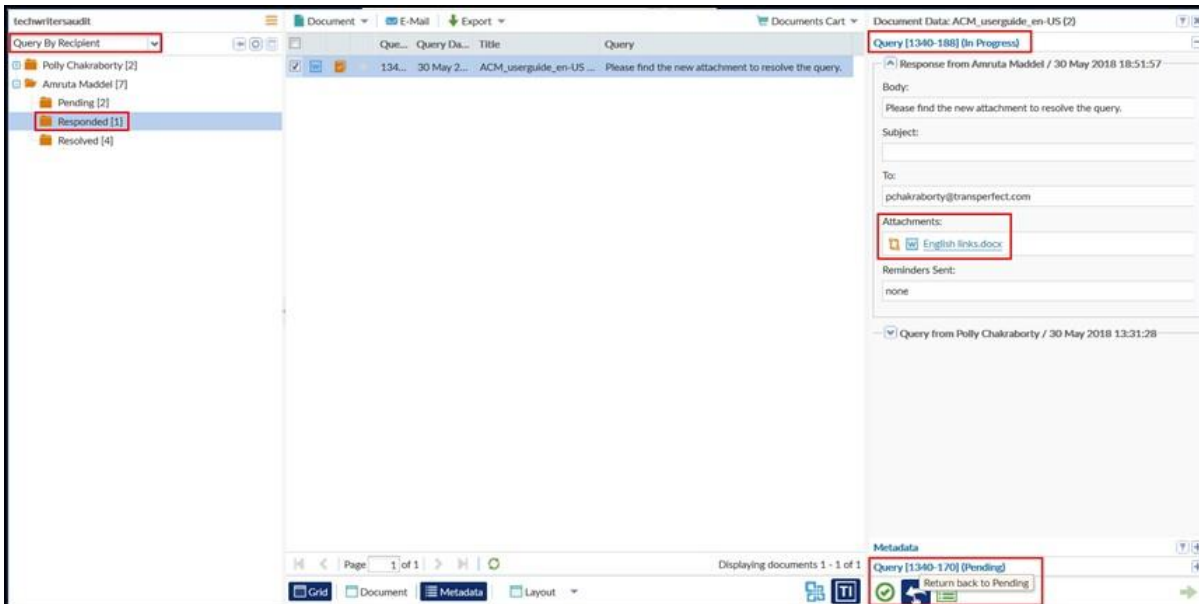 techwritersaudit
Query By Recipient
Polly Chakraborty [2]
Amruta Maddel [7]
Pending [2]
Responded [1]
Resolved [4]
Document E-Mail Export Documents Cart
Que... Query Da... Title Query
134... 30 May 2... ACM_userguide_en-US ... Please find the new attachment to resolve the query.
Page 1 of 1 Displaying documents 1 - 1 of 1
Grid Document Metadata Layout TI
Document Data: ACM_userguide_en-US (2)
Query [1340-188] (In Progress)
Response from Amruta Maddel / 30 May 2018 18:51:57
Body:
Please find the new attachment to resolve the query.
Subject:
To:
pchakraborty@transperfect.com
Attachments:
English links.docx
Reminders Sent:
none
Query from Polly Chakraborty / 30 May 2018 13:31:28
Metadata
Query [1340-170] (Pending)
Return back to Pending